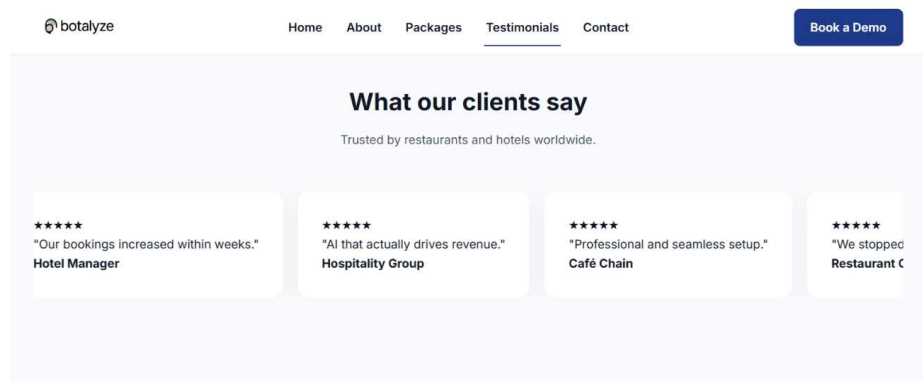 botalyze
Home About Packages Testimonials Contact
Book a Demo
What our clients say
Trusted by restaurants and hotels worldwide.
★★★★★
"Our bookings increased within weeks."
Hotel Manager
★★★★★
"AI that actually drives revenue."
Hospitality Group
★★★★★
"Professional and seamless setup."
Café Chain
★★★★★
"We stopped
Restaurant